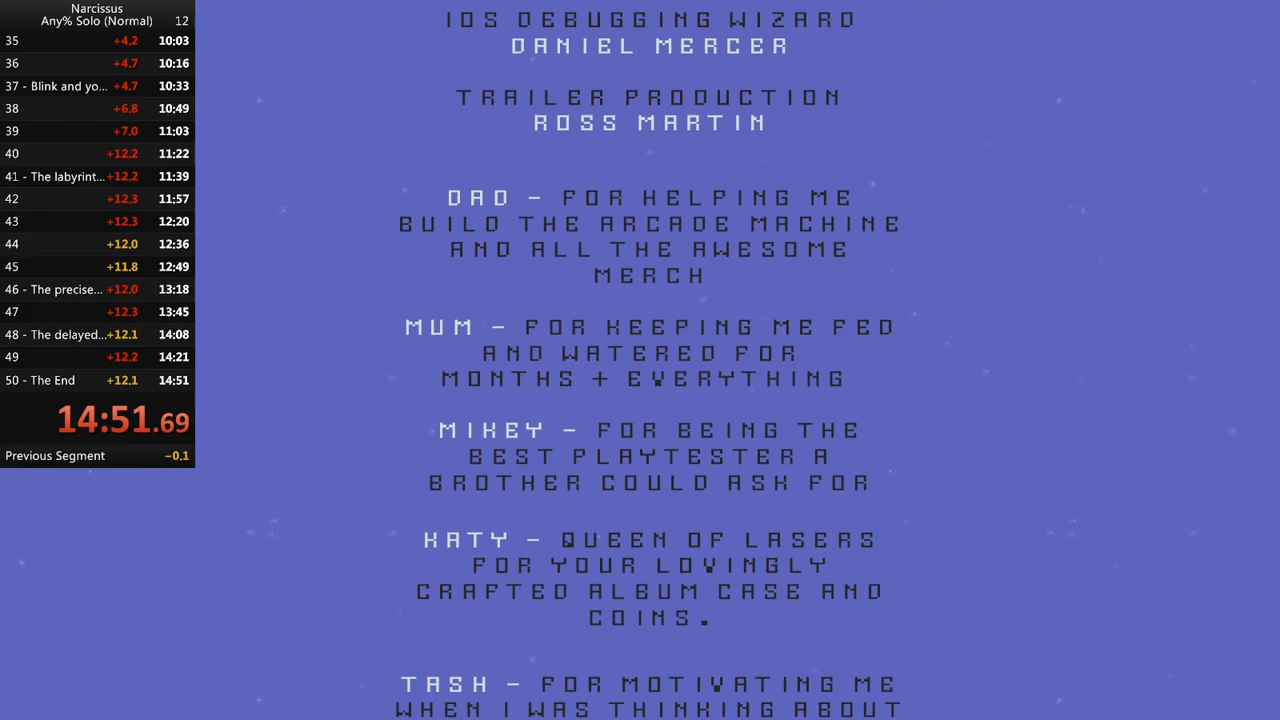 Narcissus
Any% Solo (Normal) 12
35 +4.2 10:03
36 +4.7 10:16
37 - Blink and yo... +4.7 10:33
38 +6.8 10:49
39 +7.0 11:03
40 +12.2 11:22
41 - The labyrint... +12.2 11:39
42 +12.3 11:57
43 +12.3 12:20
44 +12.0 12:36
45 +11.8 12:49
46 - The precise... +12.0 13:18
47 +12.3 13:45
48 - The delayed... +12.1 14:08
49 +12.2 14:21
50 - The End +12.1 14:51
14:51.69
Previous Segment -0.1
IOS DEBUGGING WIZARD
DANIEL MERCER
TRAILER PRODUCTION
ROSS MARTIN
DAD - FOR HELPING ME
BUILD THE ARCADE MACHINE
AND ALL THE AWESOME
MERCH
MUM - FOR KEEPING ME FED
AND WATERED FOR
MONTHS + EVERYTHING
MIKEY - FOR BEING THE
BEST PLAYTESTER A
BROTHER COULD ASK FOR
KATY - QUEEN OF LASERS
FOR YOUR LOVINGLY
CRAFTED ALBUM CASE AND
COINS.
TASH - FOR MOTIVATING ME
WHEN I WAS THINKING ABOUT